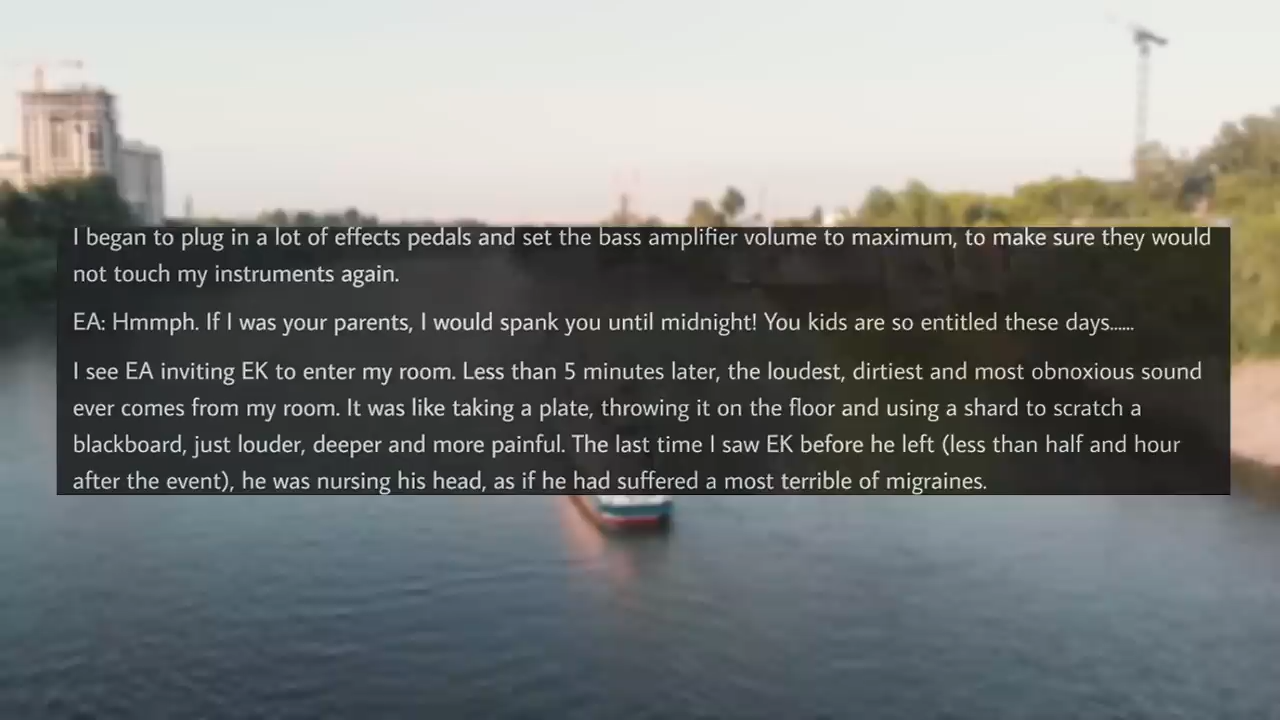 I began to plug in a lot of effects pedals and set the bass amplifier volume to maximum, to make sure they would
not touch my instruments again.
EA: Hmmph. If I was your parents, I would spank you until midnight! You kids are so entitled these days......
I see EA inviting EK to enter my room. Less than 5 minutes later, the loudest, dirtiest and most obnoxious sound
ever comes from my room. It was like taking a plate, throwing it on the floor and using a shard to scratch a
blackboard, just louder, deeper and more painful. The last time I saw EK before he left (less than half and hour
after the event), he was nursing his head, as if he had suffered a most terrible of migraines.